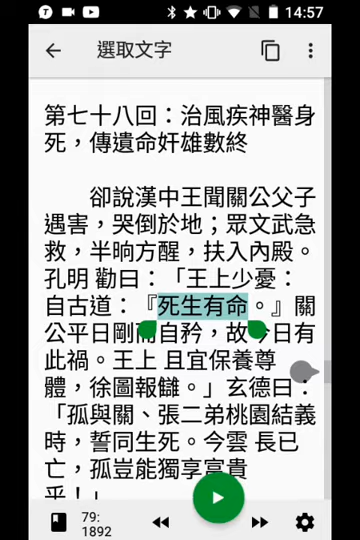 14:57
選取文字
第七十八回：治風疾神醫身
死，傳遺命奸雄數終
卻說漢中王聞關公父子
遇害，哭倒於地；眾文武急
救，半晌方醒，扶入內殿。
孔明 勸曰：「王上少憂：
自古道：『死生有命。』關
公平日剛而自矜，故今日有
此禍。王上 且宜保養尊
體，徐圖報讎。」玄德曰：
「孤與關、張二弟桃園結義
時，誓同生死。今雲 長已
亡，孤豈能獨享富貴
乎！」
79:
1892